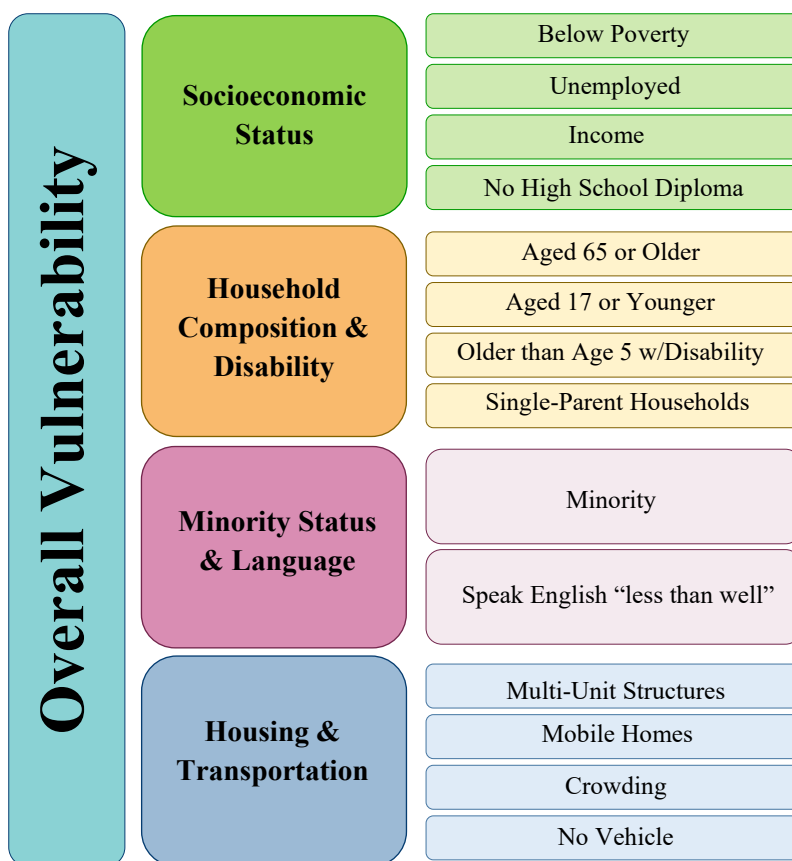 Overall Vulnerability
Socioeconomic
Status
Below Poverty
Unemployed
Income
No High School Diploma
Household
Composition &
Disability
Aged 65 or Older
Aged 17 or Younger
Older than Age 5 w/Disability
Single-Parent Households
Minority Status
& Language
Minority
Speak English “less than well”
Housing &
Transportation
Multi-Unit Structures
Mobile Homes
Crowding
No Vehicle